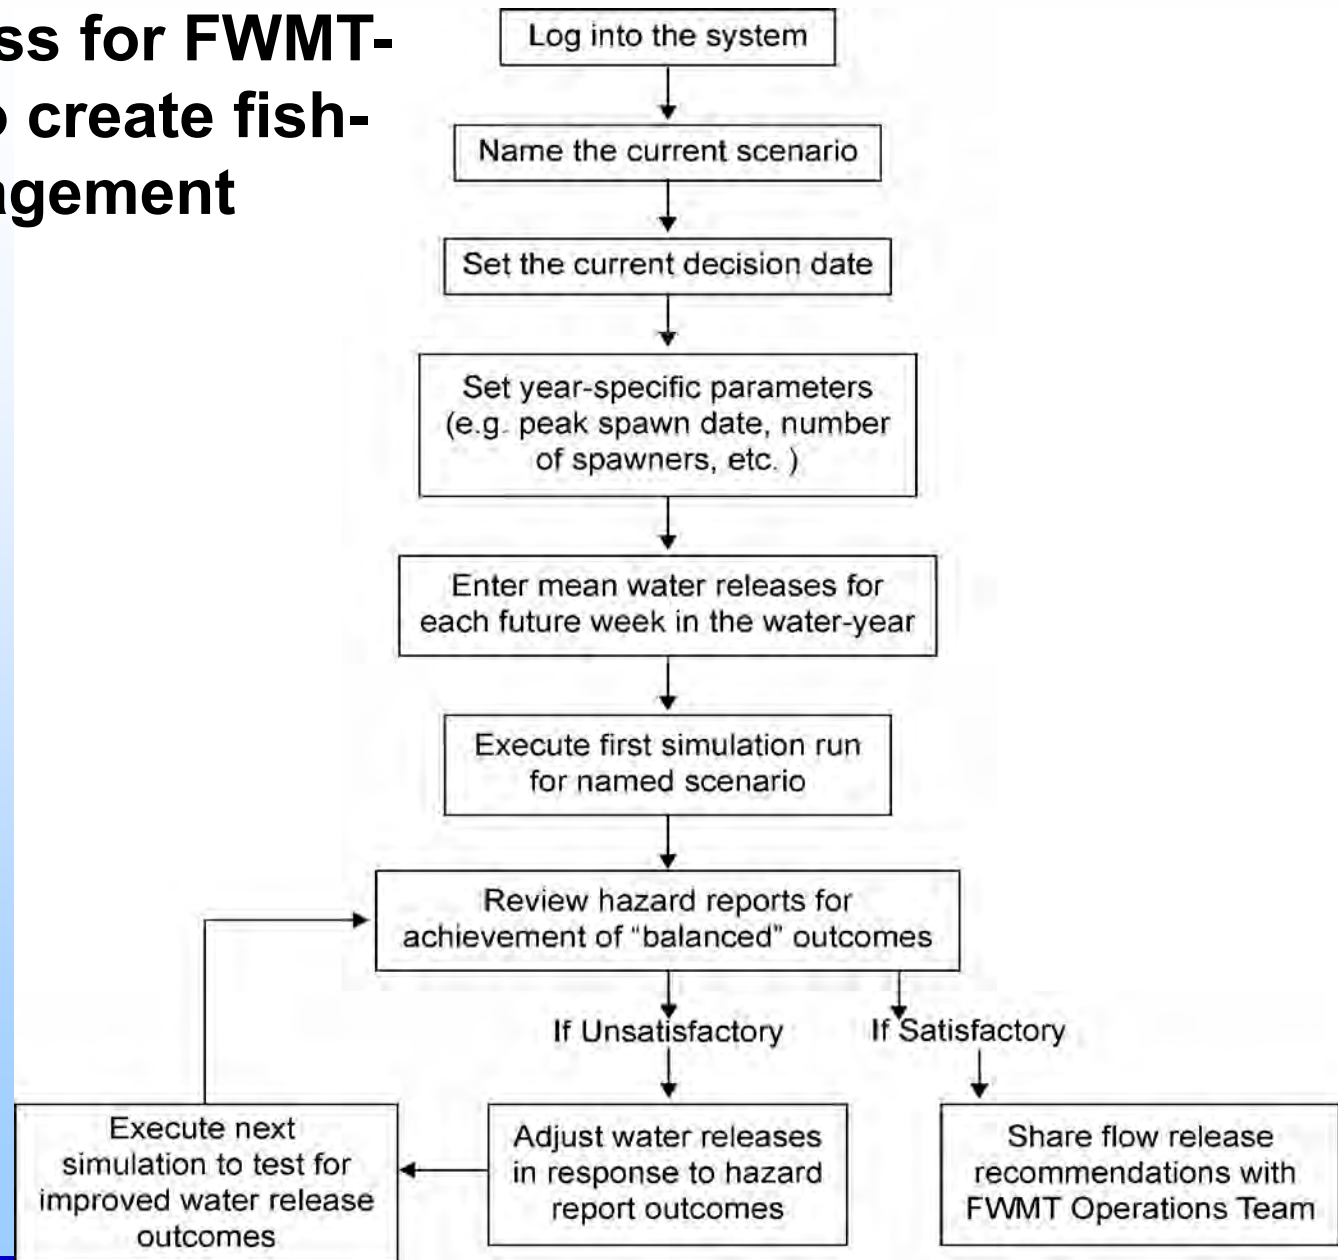 ss for FWMT-
create fish-
agement
Log into the system
Name the current scenario
Set the current decision date
Set year-specific parameters
(e.g. peak spawn date, number
of spawners, etc. )
Enter mean water releases for
each future week in the water-year
Execute first simulation run
for named scenario
Review hazard reports for
achievement of “balanced” outcomes
If Unsatisfactory
If Satisfactory
Execute next
simulation to test for
improved water release
outcomes
Adjust water releases
in response to hazard
report outcomes
Share flow release
recommendations with
FWMT Operations Team